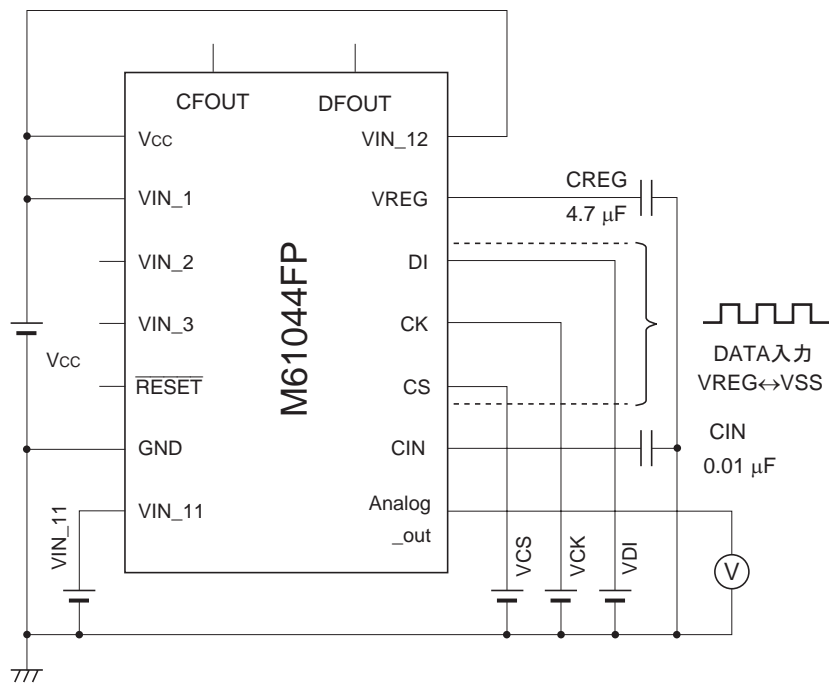 CFOUT
DFOUT
Vcc
VIN_1
VIN_2
VIN_3
RESET
GND
VIN_11
M61044FP
VIN_12
VREG
DI
CK
CS
CIN
Analog
_out
CREG
4.7 μF
DATA入力
VREG↔VSS
CIN
0.01 μF
Vcc
VIN_11
VCS
VCK
VDI
V